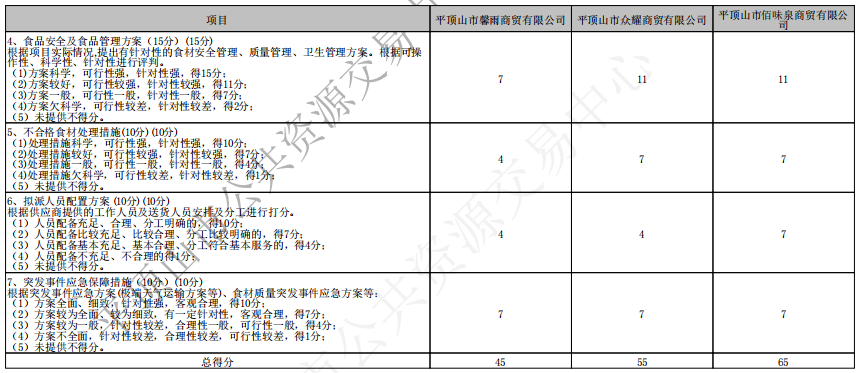 项目 平顶山市馨雨商贸有限公司 平顶山市众耀商贸有限公司 平顶山市佰味泉商贸有限公
司
4、食品安全及食品管理方案（15分）(15分)
根据项目实际情况,提出有针对性的食材安全管理、质量管理、卫生管理方案。根据可操
作性、科学性、针对性进行评判。
(1)方案科学，可行性强，针对性强，得15分；
(2)方案较好，可行性较强，针对性较强，得11分；
(3)方案一般，可行性一般，针对性一般，得7分；
(4)方案欠科学，可行性较差，针对性较差，得2分；
(5) 未提供不得分。
7 11 11
5、不合格食材处理措施(10分)(10分)
(1)处理措施科学，可行性强，针对性强，得10分；
(2)处理措施较好，可行性较强，针对性较强，得7分；
(3)处理措施一般，可行性一般，针对性一般，得4分；
(4)处理措施欠科学，可行性较差，针对性较差，得1分；
(5) 未提供不得分。
4 7 7
6、拟派人员配置方案(10分)(10分)
根据供应商提供的工作人员及送货人员安排及分工进行打分。
(1) 人员配备充足、合理、分工明确的，得10分；
(2) 人员配备比较充足、比较合理、分工比较明确的，得7分；
(3) 人员配备基本充足、基本合理、分工符合基本服务的，得4分；
(4) 人员配备不充足、不合理的得1分；
(5) 未提供不得分。
4 4 7
7、突发事件应急保障措施（10分）(10分)
根据突发事件应急方案(极端天气运输方案等)、食材质量突发事件应急方案等：
(1) 方案全面、细致，针对性强，客观合理，得10分；
(2) 方案较为全面、较为细致，有一定针对性，客观合理，得7分；
(3) 方案较为一般，针对性较差，合理性一般，可行性一般，得4分；
(4) 方案不全面，针对性较差，合理性较差，可行性较差，得1分；
(5) 未提供不得分。
7 7 7
总得分 45 55 65